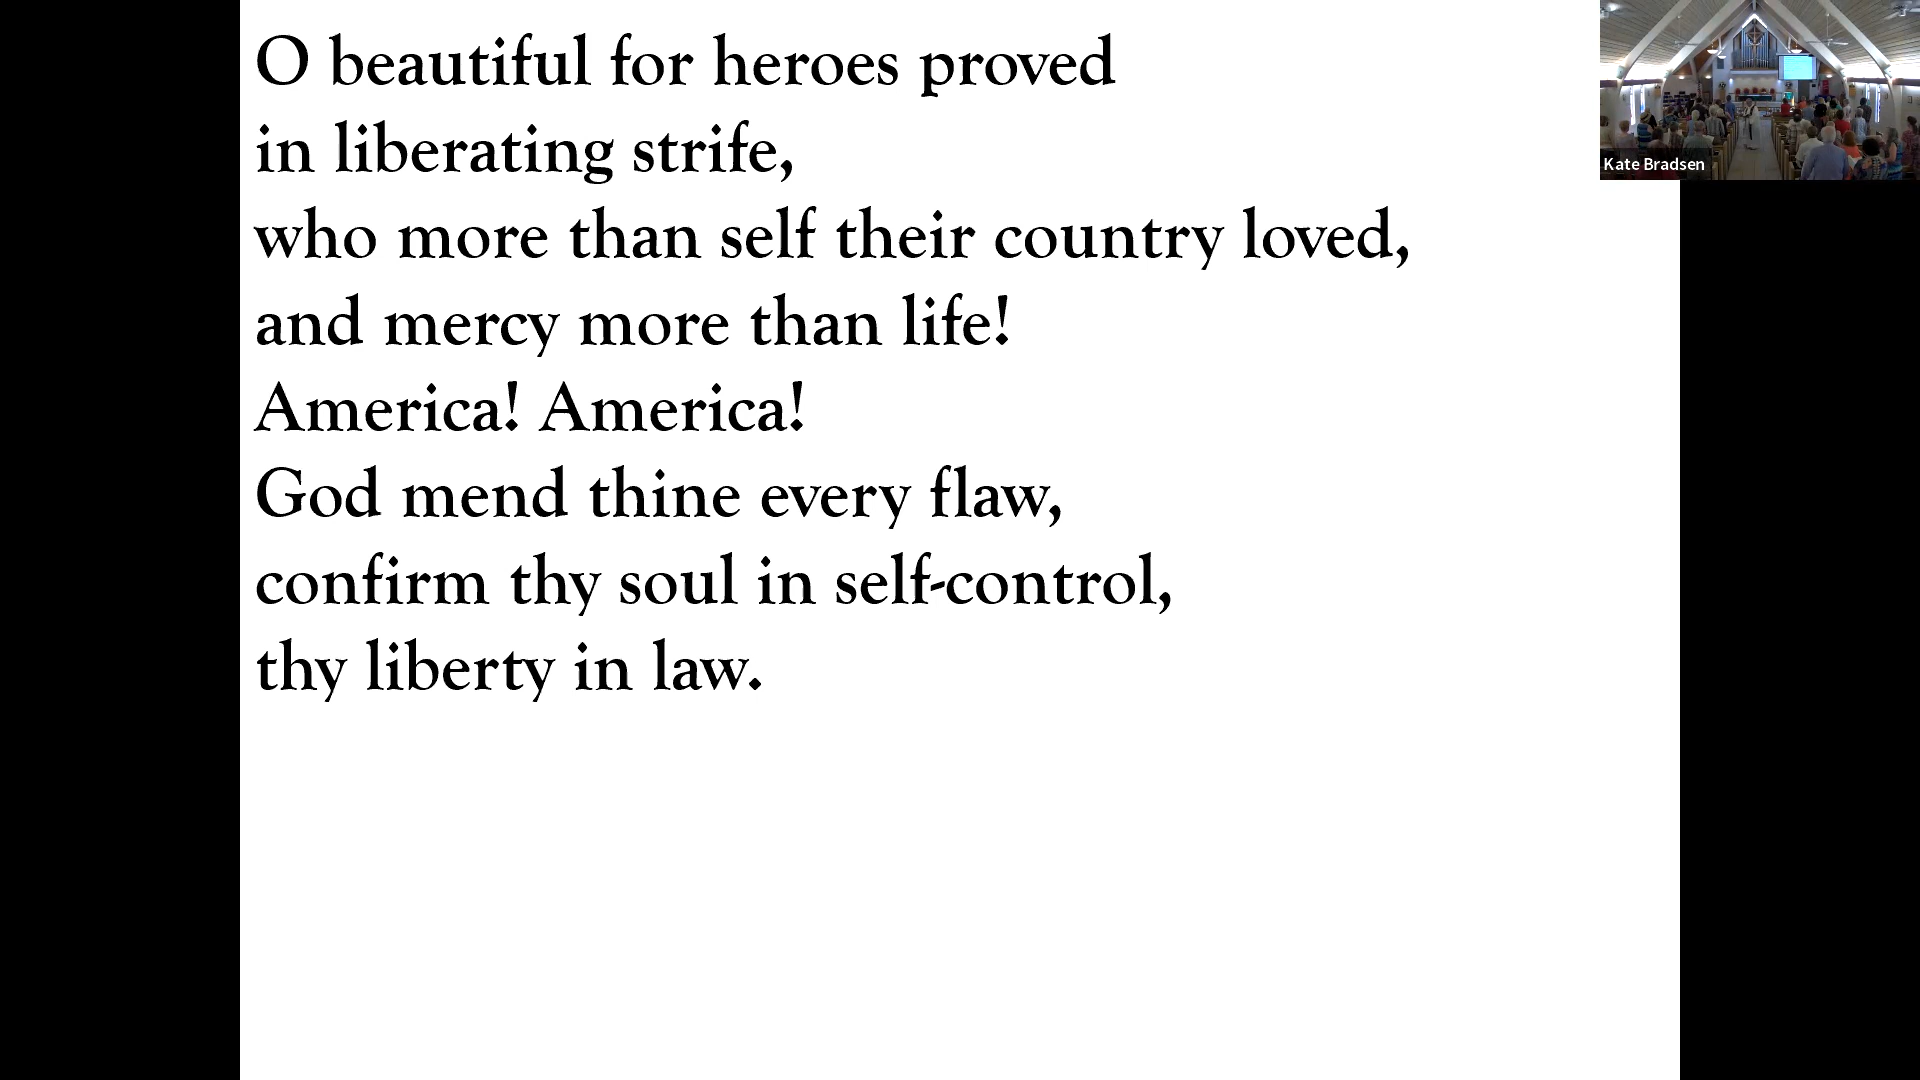 O beautiful for heroes proved
in liberating strife,
who more than self their country loved,
and mercy more than life!
America! America!
God mend thine every flaw,
confirm thy soul in self-control,
thy liberty in law.
Kate Bradsen